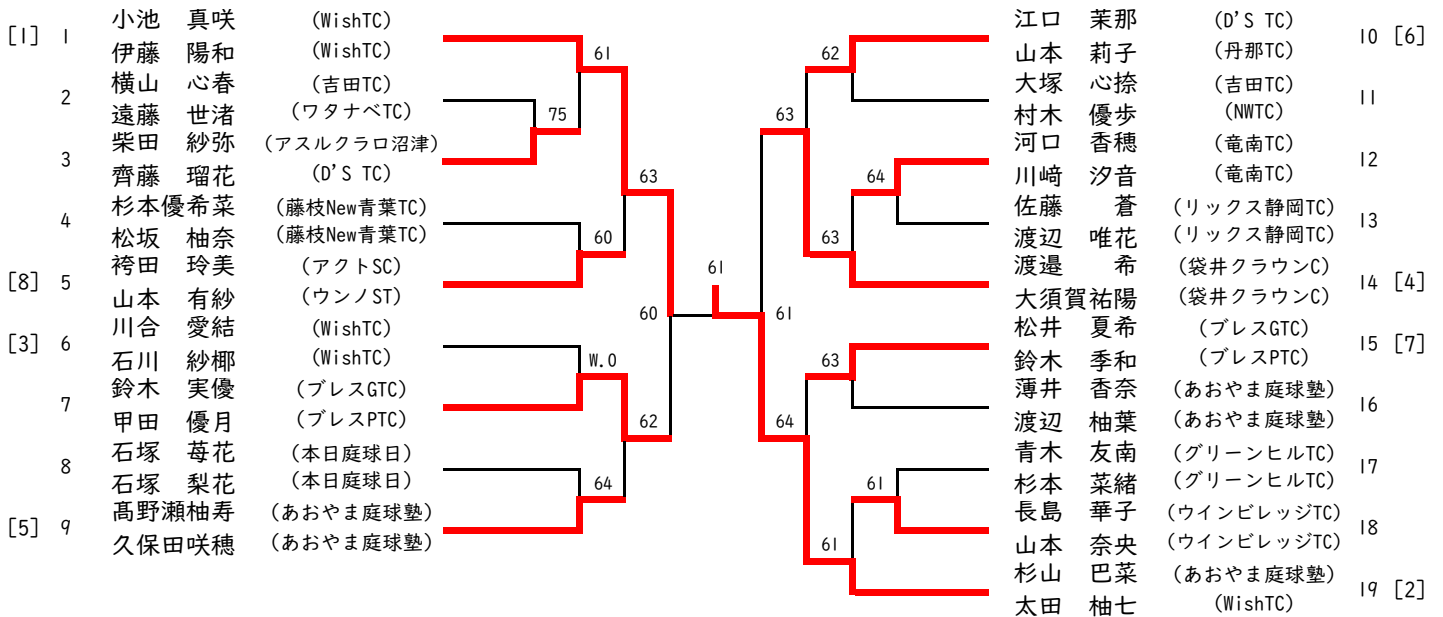 [1] 1 小池 真咲 (WishTC)
伊藤 陽和 (WishTC)
2 横山 心春 (吉田TC)
遠藤 世渚 (ワタナベTC)
3 柴田 紗弥 (アスルクラロ沼津)
齊藤 瑠花 (D'S TC)
4 杉本優希菜 (藤枝New青葉TC)
松坂 柚奈 (藤枝New青葉TC)
[8] 5 袴田 玲美 (アクトSC)
山本 有紗 (ウンノST)
[3] 6 川合 愛結 (WishTC)
石川 紗椰 (WishTC)
7 鈴木 実優 (ブレスGTC)
甲田 優月 (ブレスPTC)
8 石塚 苺花 (本日庭球日)
石塚 梨花 (本日庭球日)
[5] 9 髙野瀬柚寿 (あおやま庭球塾)
久保田咲穂 (あおやま庭球塾)
61
75
63
60
60
W.0
62
64
61
62
63
64
63
61
63
64
61
61
江口 茉那 (D'S TC) 10 [6]
山本 莉子 (丹那TC)
大塚 心捺 (吉田TC) 11
村木 優歩 (NWTC)
河口 香穂 (竜南TC) 12
川﨑 汐音 (竜南TC)
佐藤 蒼 (リックス静岡TC) 13
渡辺 唯花 (リックス静岡TC)
渡邉 希 (袋井クラウンC) 14 [4]
大須賀祐陽 (袋井クラウンC)
松井 夏希 (ブレスGTC) 15 [7]
鈴木 季和 (ブレスPTC)
薄井 香奈 (あおやま庭球塾) 16
渡辺 柚葉 (あおやま庭球塾)
青木 友南 (グリーンヒルTC) 17
杉本 菜緒 (グリーンヒルTC)
長島 華子 (ウインビレッジTC) 18
山本 奈央 (ウインビレッジTC)
杉山 巴菜 (あおやま庭球塾) 19 [2]
太田 柚七 (WishTC)